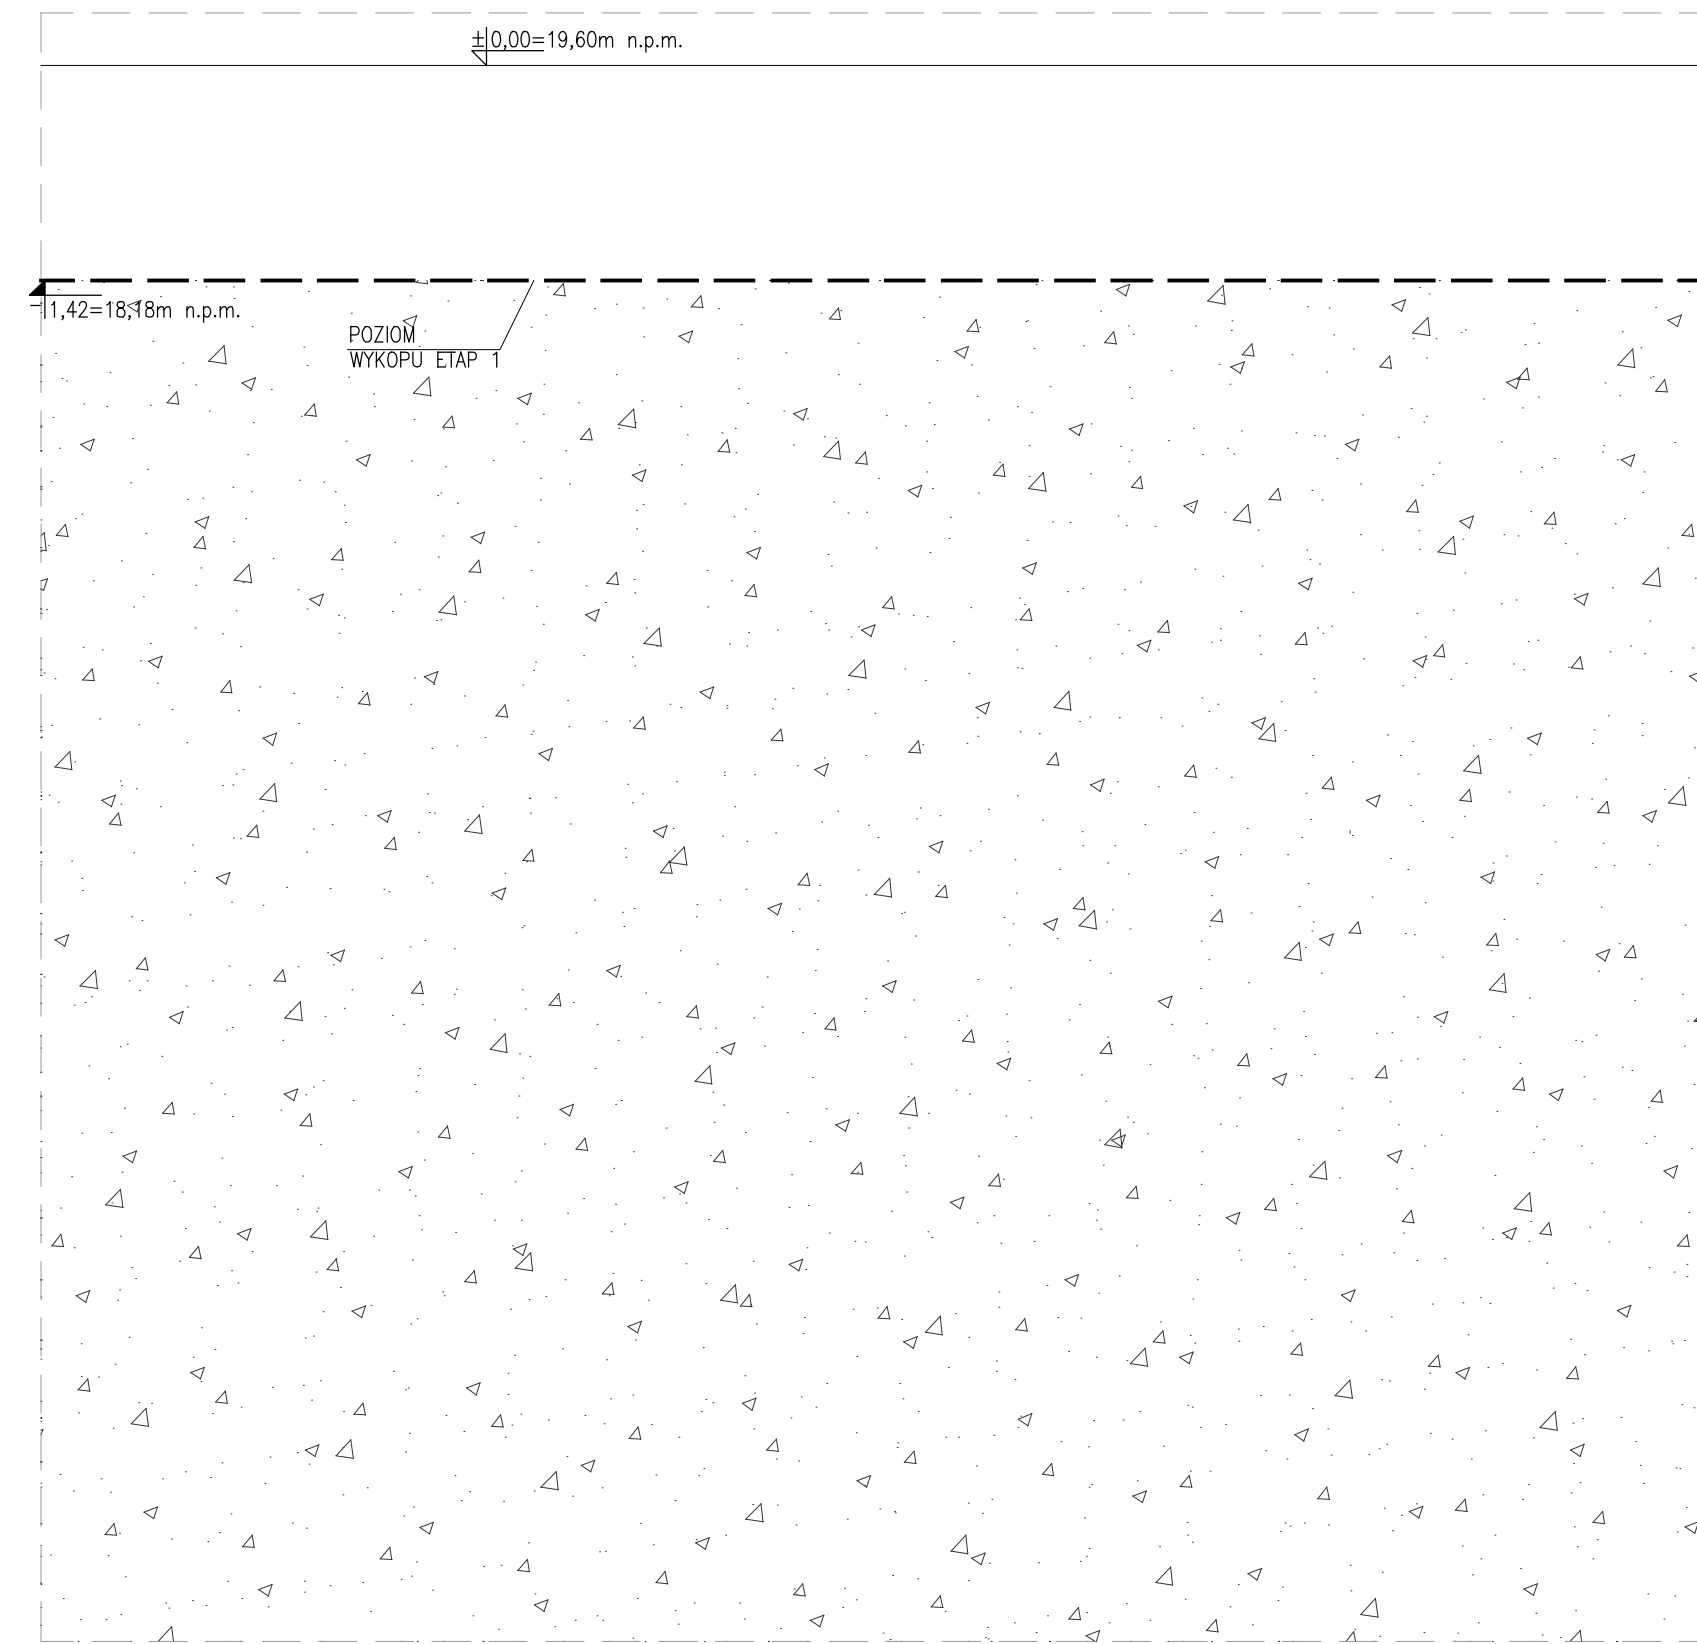 ±0,00=19,60m n.p.m.
-1,42=18,18m n.p.m.
POZIOM
WYKOPU ETAP 1